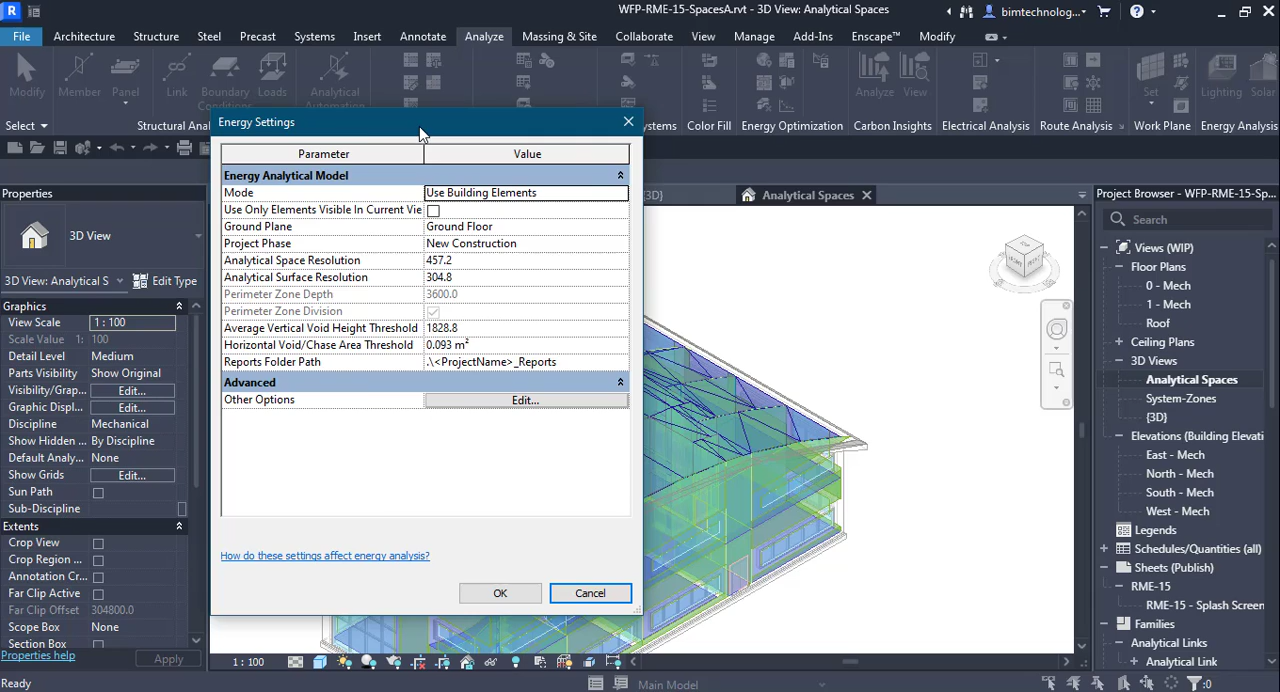 R
WFP-RME-15-SpacesA.rvt - 3D View: Analytical Spaces
bimtechnolog...
File Architecture Structure Steel Precast Systems Insert Annotate Analyze Massing & Site Collaborate View Manage Add-Ins Enscape™ Modify
Modify Member Panel Link Boundary Conditions Loads Analytical Automation Analyze View Set Lighting Solar
Select Structural Anal Systems Color Fill Energy Optimization Carbon Insights Electrical Analysis Route Analysis Work Plane Energy Analysis
Energy Settings
Parameter Value
Energy Analytical Model
Mode Use Building Elements
Use Only Elements Visible In Current Vie
Ground Plane Ground Floor
Project Phase New Construction
Analytical Space Resolution 457.2
Analytical Surface Resolution 304.8
Perimeter Zone Depth 3600.0
Perimeter Zone Division
Average Vertical Void Height Threshold 1828.8
Horizontal Void/Chase Area Threshold 0.093 m²
Reports Folder Path .\<ProjectName>_Reports
Advanced
Other Options Edit...
How do these settings affect energy analysis?
OK Cancel
Properties
3D View
3D View: Analytical S Edit Type
Graphics
View Scale 1 : 100
Scale Value 1: 100
Detail Level Medium
Parts Visibility Show Original
Visibility/Grap... Edit...
Graphic Displ... Edit...
Discipline Mechanical
Show Hidden ... By Discipline
Default Analy... None
Show Grids Edit...
Sun Path
Sub-Discipline
Extents
Crop View
Crop Region ...
Annotation Cr...
Far Clip Active
Far Clip Offset 304800.0
Scope Box None
Section Box
Properties help Apply
{3D} Analytical Spaces
Project Browser - WFP-RME-15-Sp...
Search
Views (WIP)
Floor Plans
0 - Mech
1 - Mech
Roof
Ceiling Plans
3D Views
Analytical Spaces
System-Zones
{3D}
Elevations (Building Elevati
East - Mech
North - Mech
South - Mech
West - Mech
Legends
Schedules/Quantities (all)
Sheets (Publish)
RME-15
RME-15 - Splash Screen
Families
Analytical Links
Analytical Link
1 : 100
Ready Main Model :0